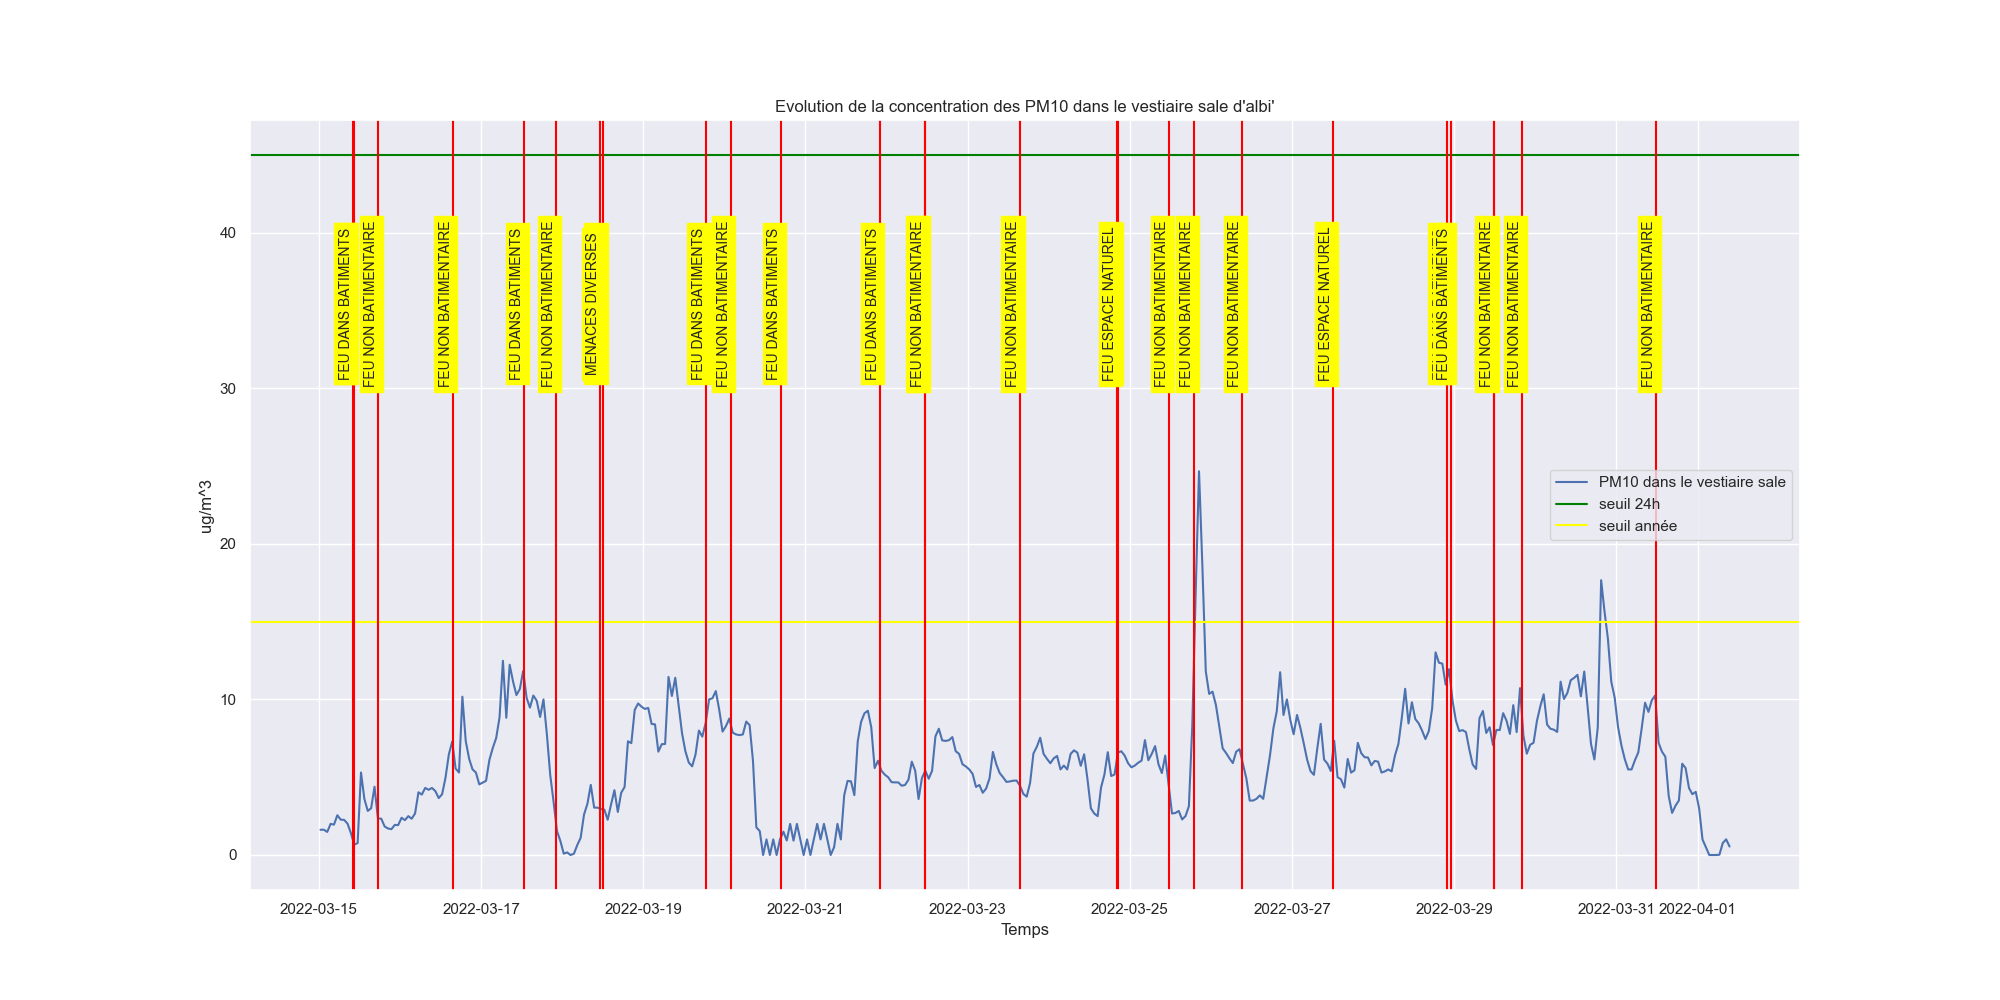 Evolution de la concentration des PM10 dans le vestiaire sale d'albi'
ug/m^3
40
30
20
10
0
FEU DANS BATIMENTS
FEU NON BATIMENTAIRE
FEU NON BATIMENTAIRE
FEU DANS BATIMENTS
FEU NON BATIMENTAIRE
MENACES DIVERSES
FEU DANS BATIMENTS
FEU NON BATIMENTAIRE
FEU DANS BATIMENTS
FEU DANS BATIMENTS
FEU NON BATIMENTAIRE
FEU NON BATIMENTAIRE
FEU ESPACE NATUREL
FEU NON BATIMENTAIRE
FEU NON BATIMENTAIRE
FEU NON BATIMENTAIRE
FEU ESPACE NATUREL
FEU DANS BATIMENTS
FEU NON BATIMENTAIRE
FEU NON BATIMENTAIRE
FEU NON BATIMENTAIRE
PM10 dans le vestiaire sale
seuil 24h
seuil année
2022-03-15 2022-03-17 2022-03-19 2022-03-21 2022-03-23 2022-03-25 2022-03-27 2022-03-29 2022-03-31 2022-04-01
Temps